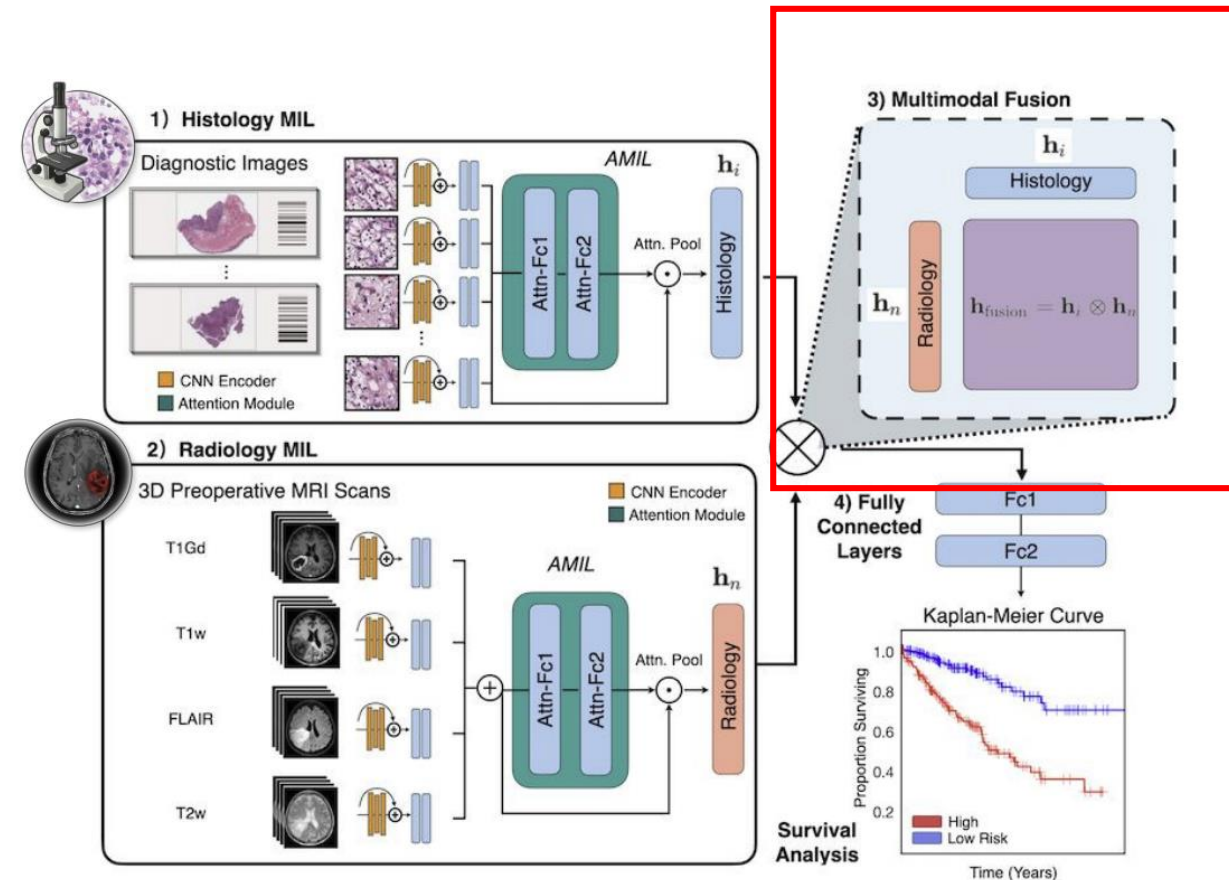 1) Histology MIL
Diagnostic Images
AMIL
h_i
Attn-Fc1
Attn-Fc2
Attn. Pool
Histology
CNN Encoder
Attention Module
2) Radiology MIL
3D Preoperative MRI Scans
CNN Encoder
Attention Module
T1Gd
T1w
FLAIR
T2w
AMIL
h_n
Attn-Fc1
Attn-Fc2
Attn. Pool
Radiology
3) Multimodal Fusion
h_i
Histology
h_n
Radiology
h_fusion = h_i ⊗ h_n
4) Fully
Connected
Layers
Fc1
Fc2
Kaplan-Meier Curve
Proportion Surviving
1.0
0.8
0.6
0.4
0.2
High
Low Risk
Time (Years)
Survival
Analysis